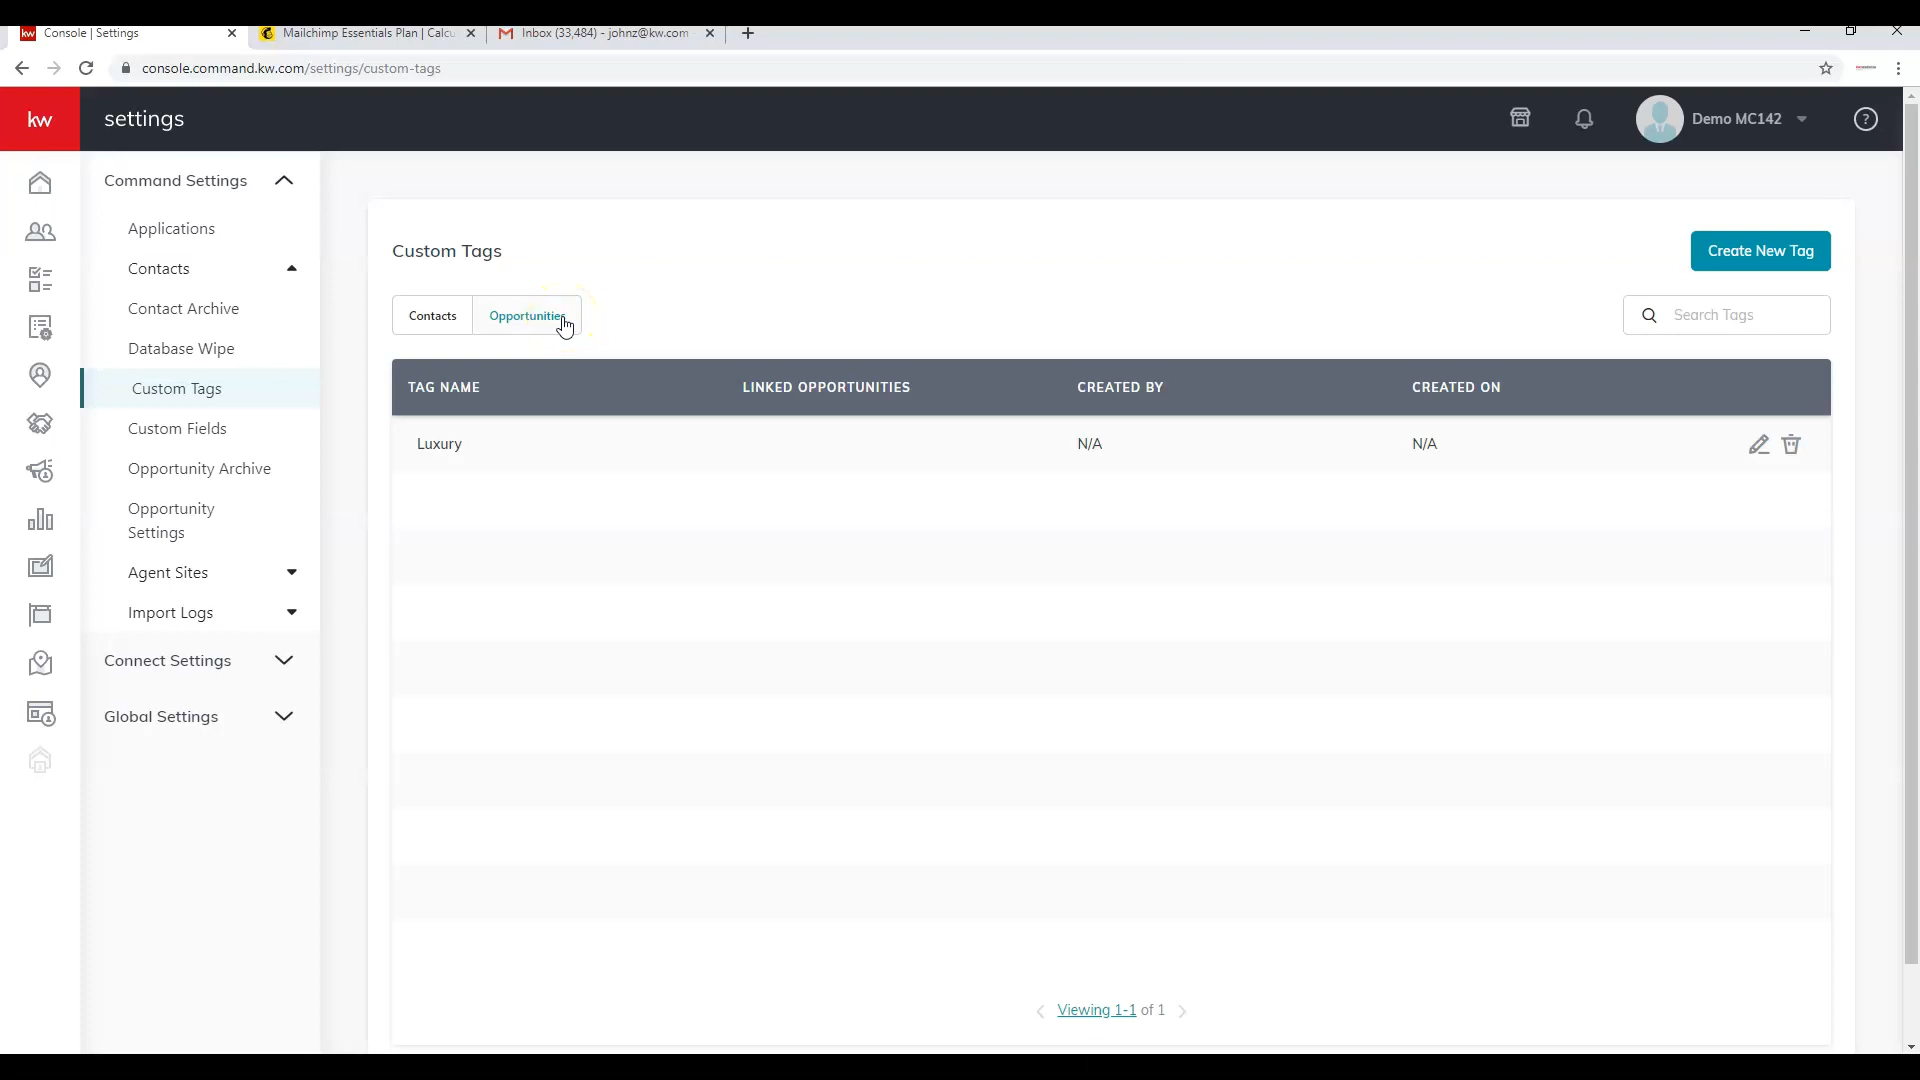 kw Console | Settings
Mailchimp Essentials Plan | Calcu
Inbox (33,484) - johnz@kw.com
console.command.kw.com/settings/custom-tags
kw
settings
Demo MC142
?
Command Settings
Applications
Contacts
Contact Archive
Database Wipe
Custom Tags
Custom Fields
Opportunity Archive
Opportunity
Settings
Agent Sites
Import Logs
Connect Settings
Global Settings
Custom Tags
Create New Tag
Contacts
Opportunities
Search Tags
TAG NAME LINKED OPPORTUNITIES CREATED BY CREATED ON
Luxury N/A N/A
Viewing 1-1 of 1